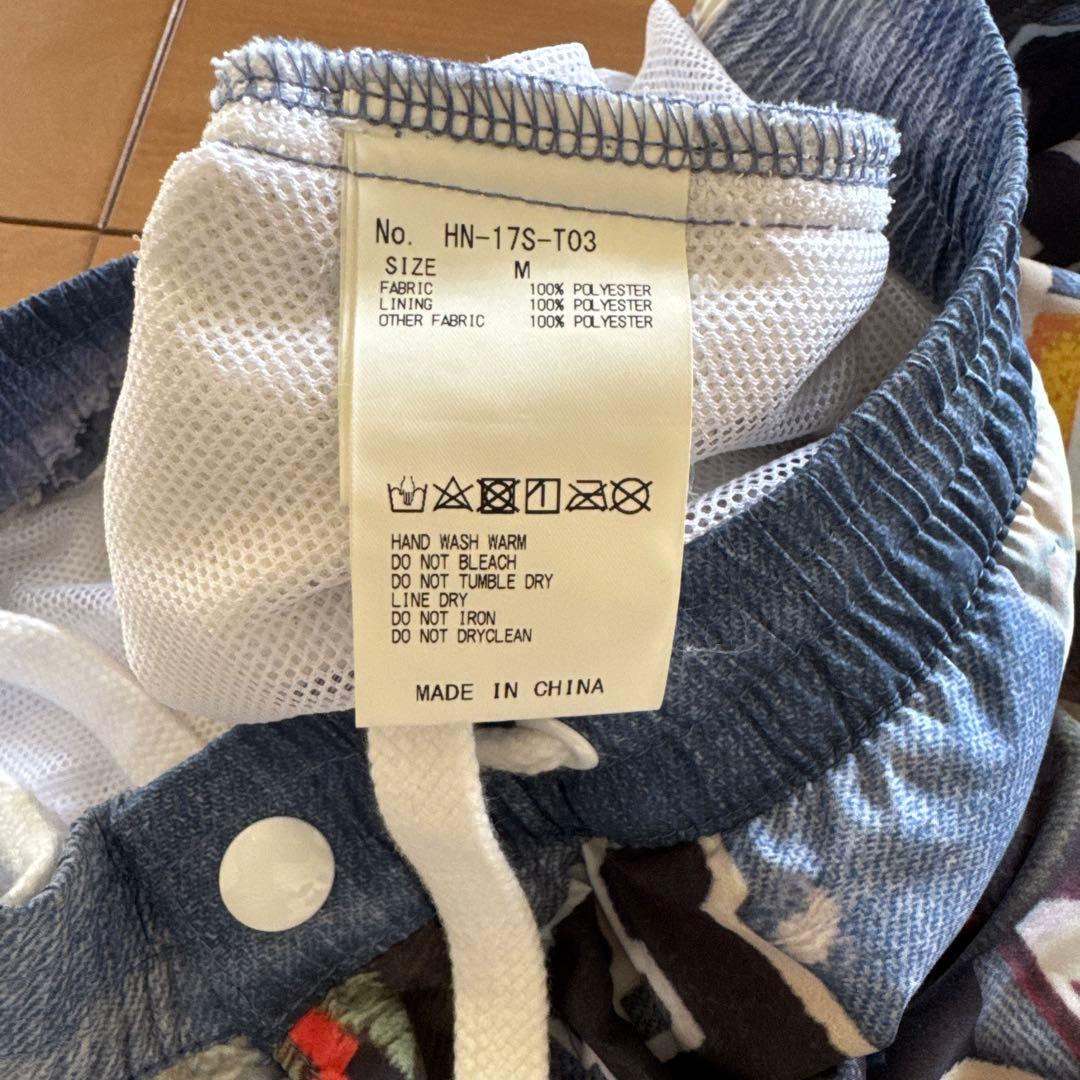 No. HN-17S-T03
SIZE M
FABRIC 100% POLYESTER
LINING 100% POLYESTER
OTHER FABRIC 100% POLYESTER
HAND WASH WARM
DO NOT BLEACH
DO NOT TUMBLE DRY
LINE DRY
DO NOT IRON
DO NOT DRYCLEAN
MADE IN CHINA